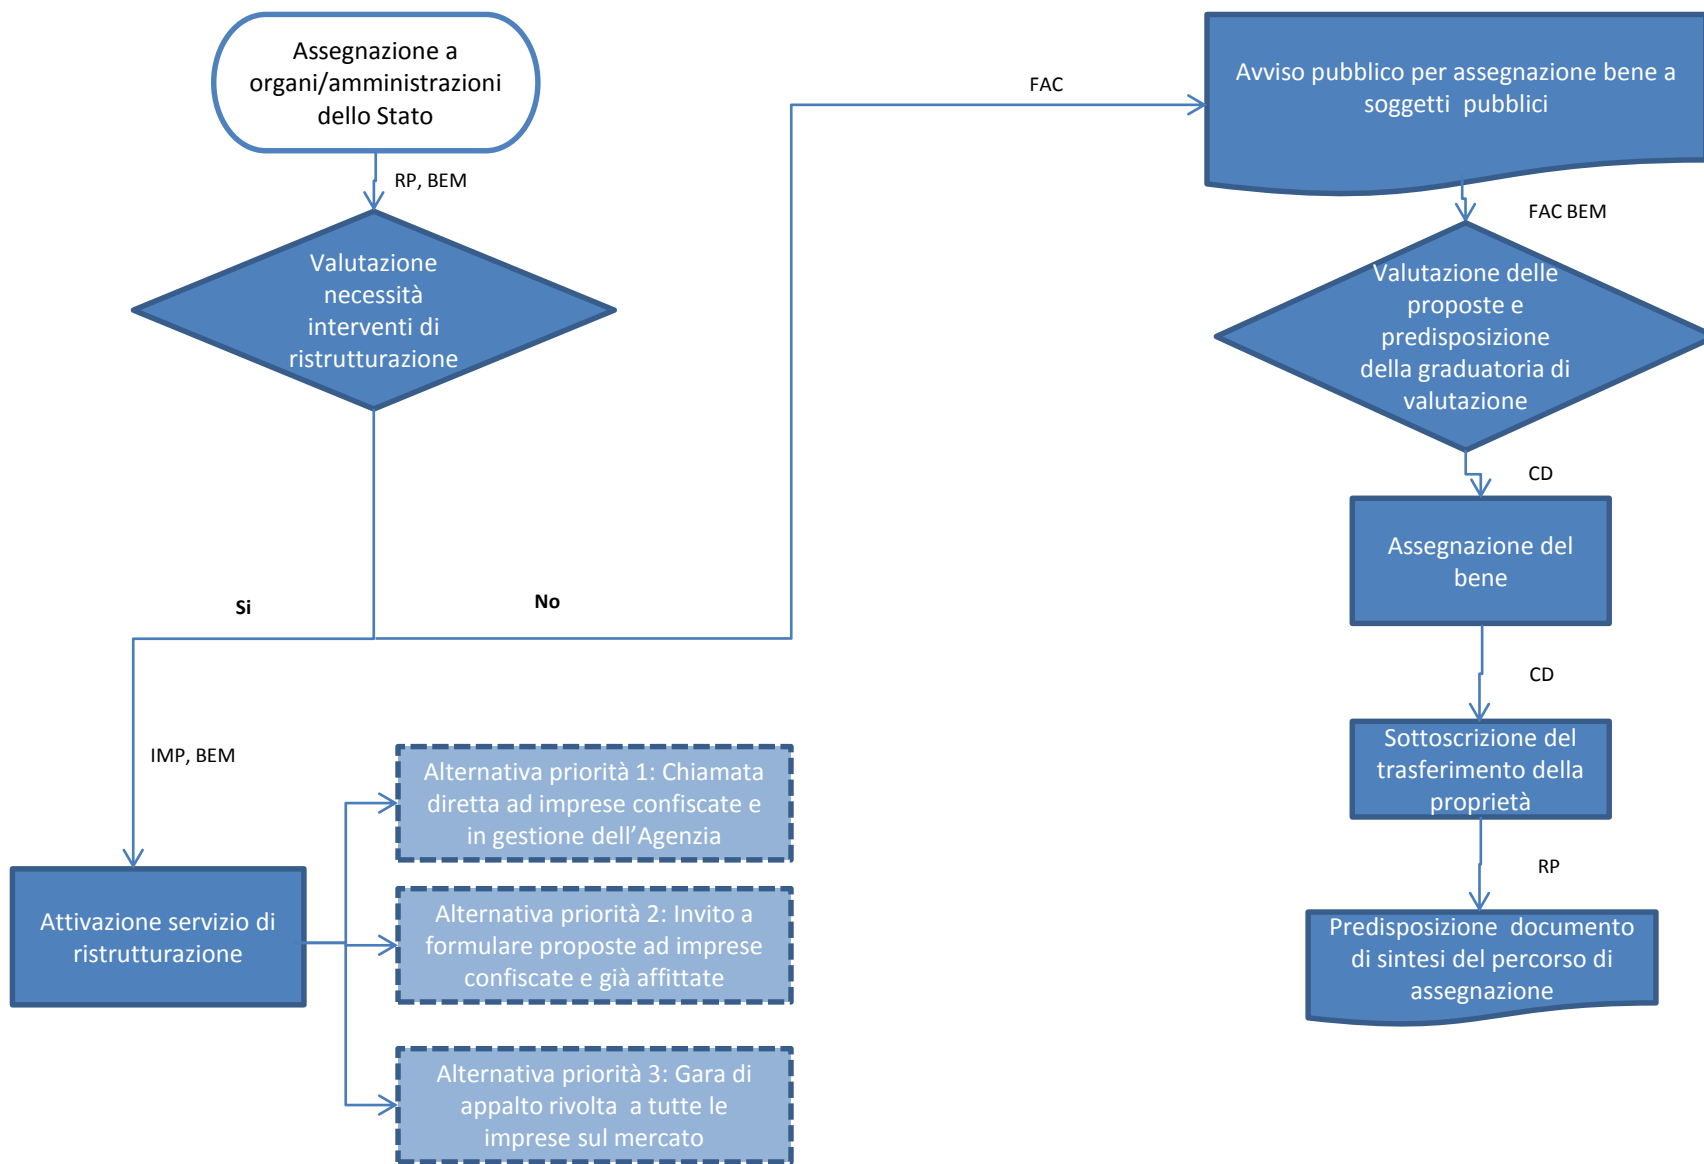 Assegnazione a
organi/amministrazioni
dello Stato
RP, BEM
Valutazione
necessità
interventi di
ristrutturazione
Si
No
IMP, BEM
Attivazione servizio di
ristrutturazione
Alternativa priorità 1: Chiamata
diretta ad imprese confiscate e
in gestione dell’Agenzia
Alternativa priorità 2: Invito a
formulare proposte ad imprese
confiscate e già affittate
Alternativa priorità 3: Gara di
appalto rivolta a tutte le
imprese sul mercato
FAC
Avviso pubblico per assegnazione bene a
soggetti pubblici
FAC BEM
Valutazione delle
proposte e
predisposizione
della graduatoria di
valutazione
CD
Assegnazione del
bene
CD
Sottoscrizione del
trasferimento della
proprietà
RP
Predisposizione documento
di sintesi del percorso di
assegnazione